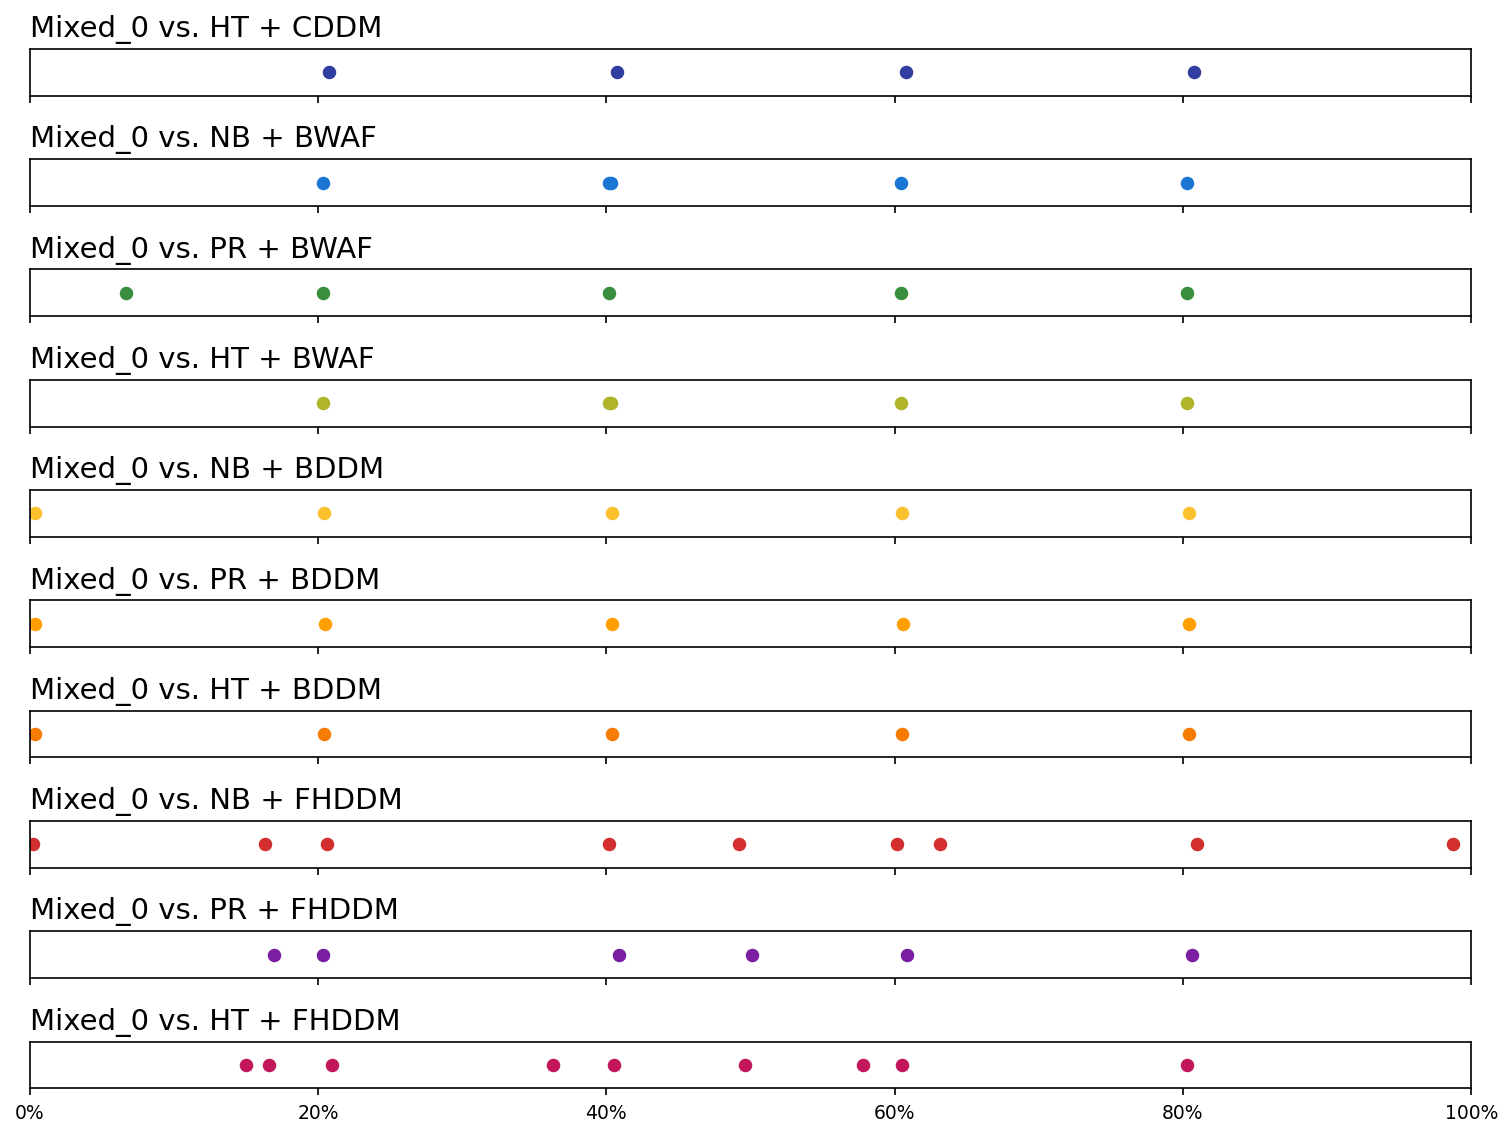 Mixed_0 vs. HT + CDDM
Mixed_0 vs. NB + BWAF
Mixed_0 vs. PR + BWAF
Mixed_0 vs. HT + BWAF
Mixed_0 vs. NB + BDDM
Mixed_0 vs. PR + BDDM
Mixed_0 vs. HT + BDDM
Mixed_0 vs. NB + FHDDM
Mixed_0 vs. PR + FHDDM
Mixed_0 vs. HT + FHDDM
0% 20% 40% 60% 80% 100%